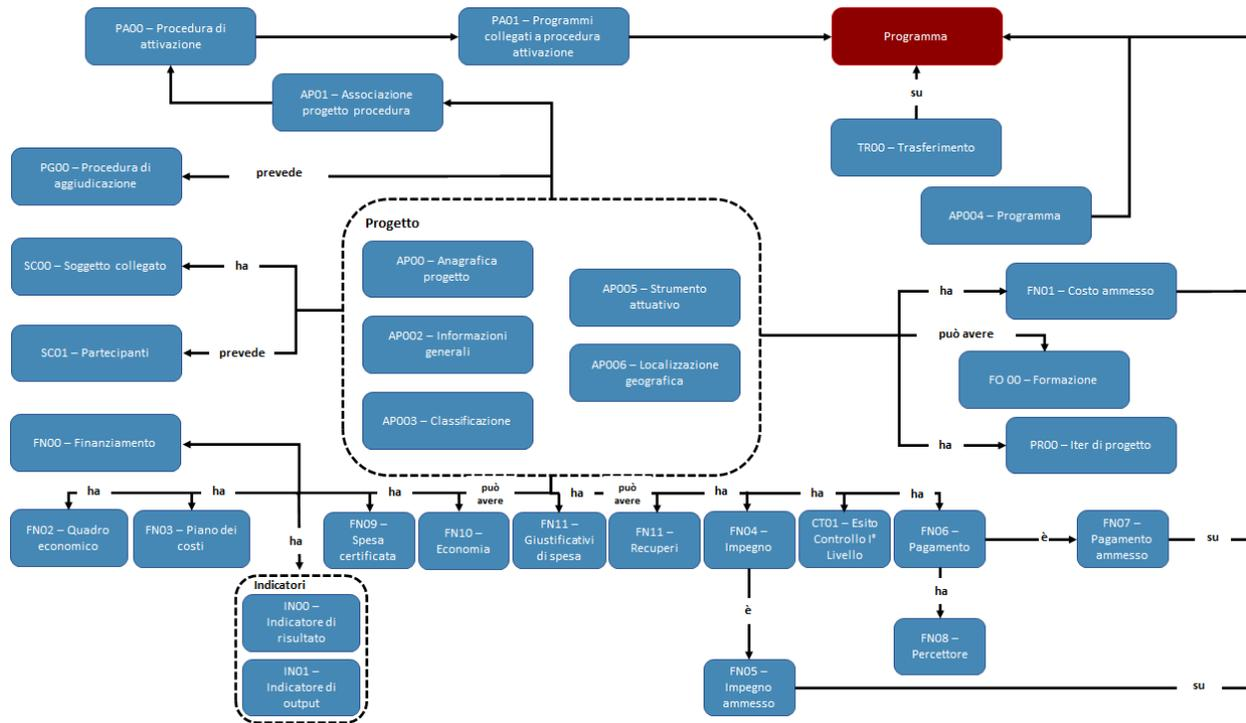 PA00 – Procedura di
attivazione
PA01 – Programmi
collegati a procedura
attivazione
Programma
AP01 – Associazione
progetto procedura
su
TR00 – Trasferimento
PG00 – Procedura di
aggiudicazione
prevede
AP004 – Programma
Progetto
AP00 – Anagrafica
progetto
SC00 – Soggetto collegato
ha
AP005 – Strumento
attuativo
ha
FN01 – Costo ammesso
AP002 – Informazioni
generali
può avere
SC01 – Partecipanti
prevede
AP006 – Localizzazione
geografica
FO 00 – Formazione
AP003 – Classificazione
FN00 – Finanziamento
ha
PR00 – Iter di progetto
ha
ha
ha
ha
può
avere
ha
può
avere
ha
ha
ha
FN02 – Quadro
economico
FN03 – Piano dei
costi
ha
FN09 –
Spesa
certificata
FN10 –
Economia
FN11 –
Giustificativi
di spesa
FN11 –
Recuperi
FN04 –
Impegno
CT01 – Esito
Controllo I°
Livello
FN06 –
Pagamento
è
FN07 –
Pagamento
ammesso
su
Indicatori
IN00 –
Indicatore di
risultato
è
ha
FN08 –
Percettore
IN01 –
Indicatore di
output
FN05 –
Impegno
ammesso
su